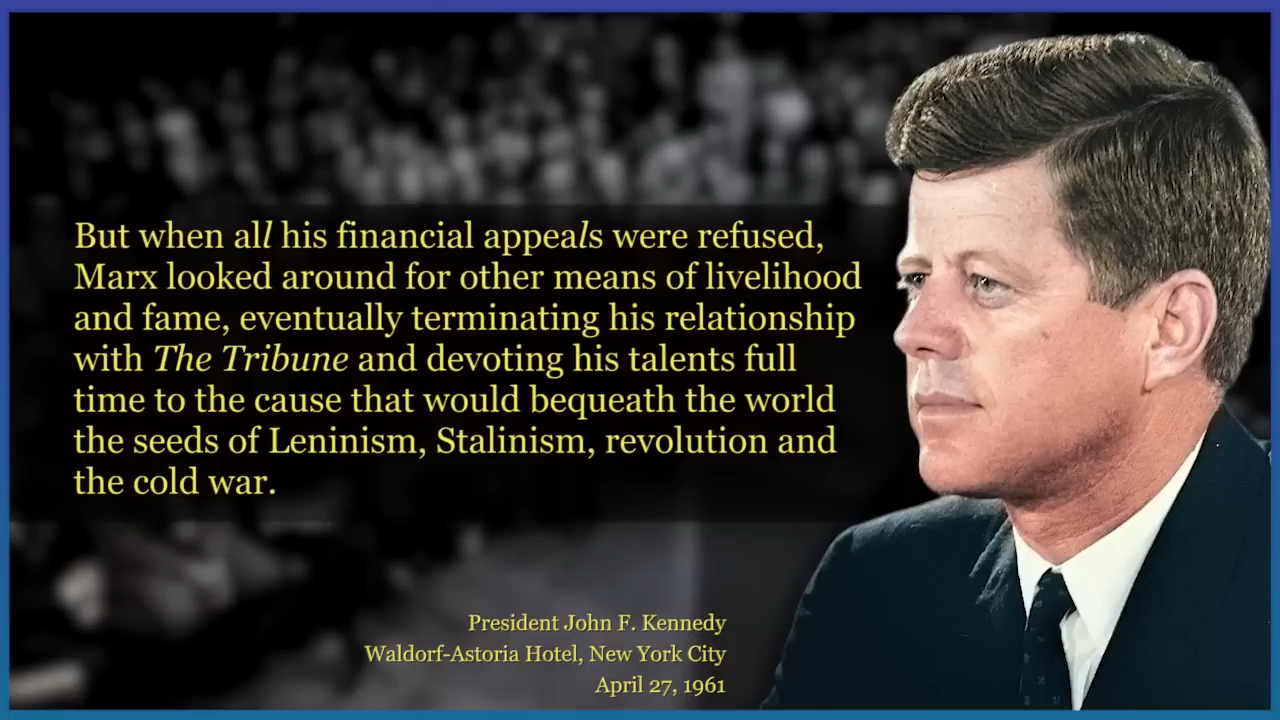 But when all his financial appeals were refused,
Marx looked around for other means of livelihood
and fame, eventually terminating his relationship
with The Tribune and devoting his talents full
time to the cause that would bequeath the world
the seeds of Leninism, Stalinism, revolution and
the cold war.
President John F. Kennedy
Waldorf-Astoria Hotel, New York City
April 27, 1961